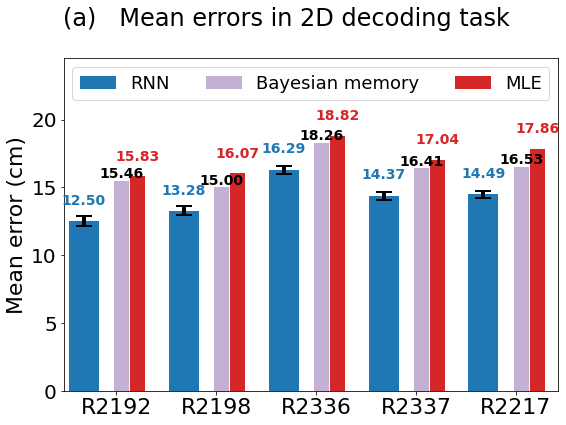 (a) Mean errors in 2D decoding task
RNN Bayesian memory MLE
Mean error (cm)
20
15
10
5
0
12.50 15.46 15.83
13.28 15.00 16.07
16.29 18.26 18.82
14.37 16.41 17.04
14.49 16.53 17.86
R2192 R2198 R2336 R2337 R2217